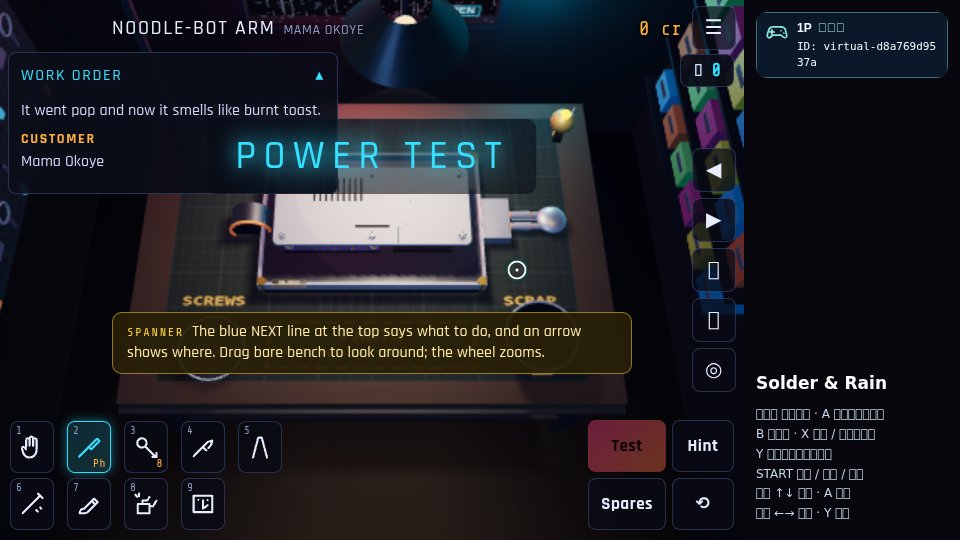 NOODLE-BOT ARM MAMA OKOYE
0 cr
0
WORK ORDER
It went pop and now it smells like burnt toast.
CUSTOMER
Mama Okoye
POWER TEST
SCREWS
SCRAP
SPANNER The blue NEXT line at the top says what to do, and an arrow
shows where. Drag bare bench to look around; the wheel zooms.
1
2
Ph
3
8
4
5
6
7
8
9
Test
Hint
Spares
1P
ID: virtual-d8a769d95
37a
Solder & Rain
A
B · X /
Y
START / /
↑↓ · A
←→ · Y